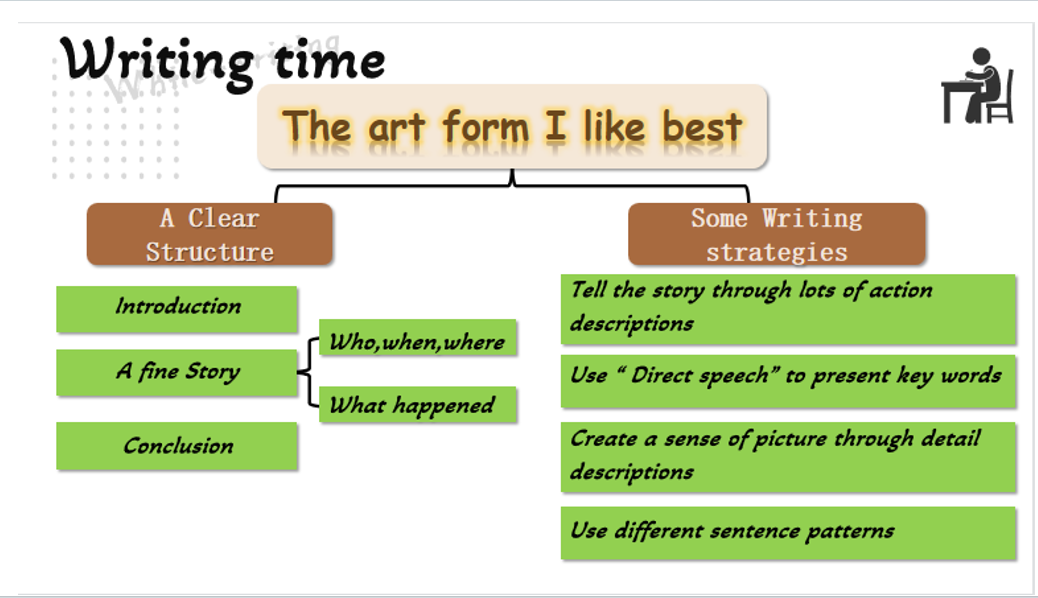 Writing time
While-writing
The art form I like best
A Clear
Structure
Introduction
A fine Story
Who,when,where
What happened
Conclusion
Some Writing
strategies
Tell the story through lots of action
descriptions
Use “ Direct speech” to present key words
Create a sense of picture through detail
descriptions
Use different sentence patterns